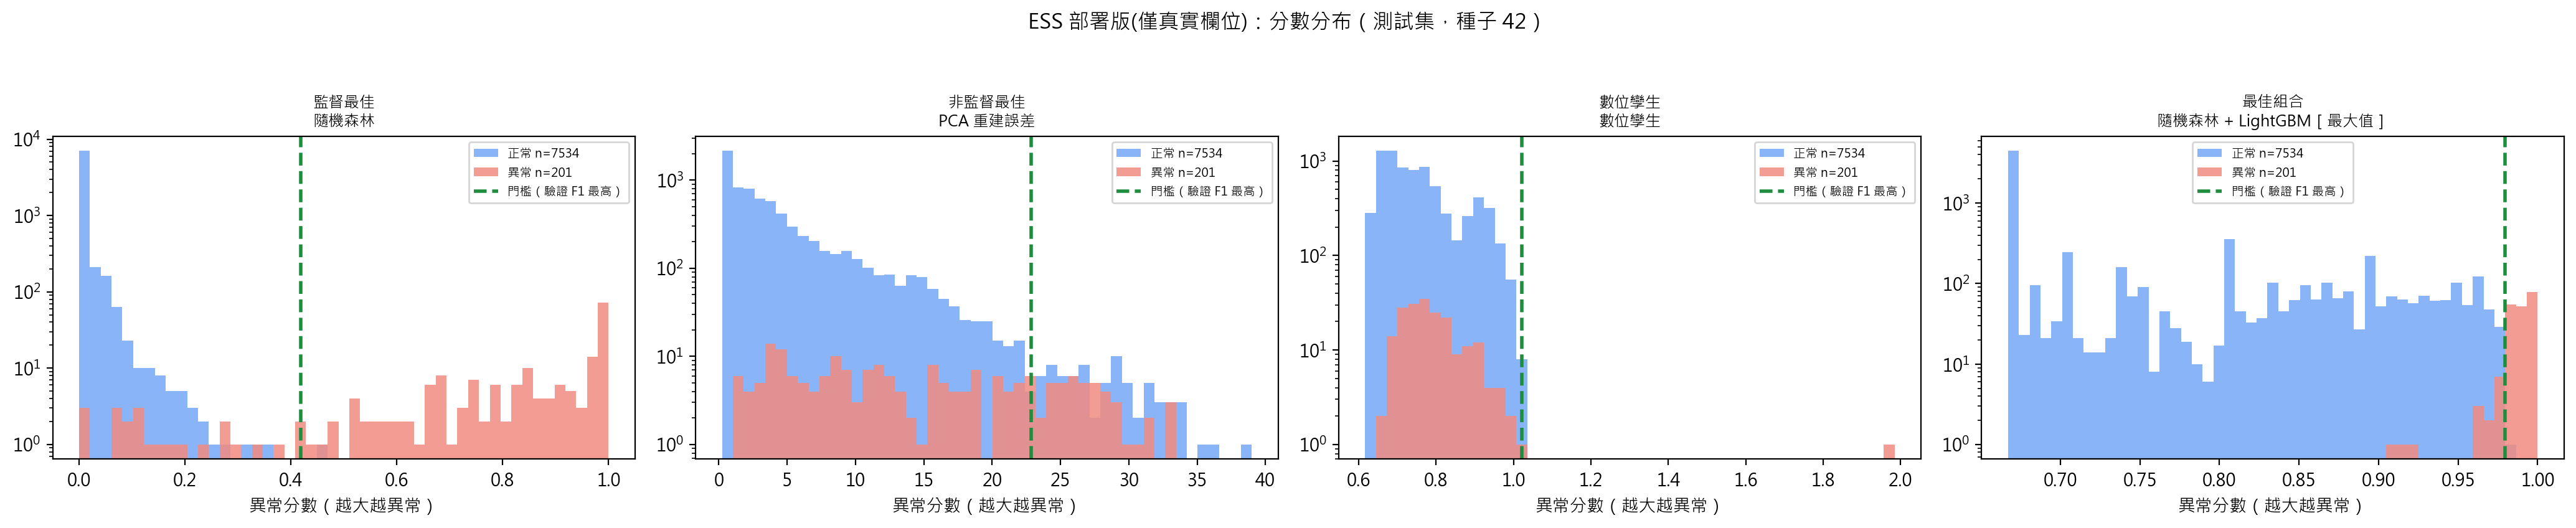 ESS 部署版(僅真實欄位)：分數分布（測試集，種子 42）
監督最佳
隨機森林
10⁴
10³
10²
10¹
10⁰
正常 n=7534
異常 n=201
門檻（驗證 F1 最高）
0.0 0.2 0.4 0.6 0.8 1.0
異常分數（越大越異常）
非監督最佳
PCA 重建誤差
10³
10²
10¹
10⁰
正常 n=7534
異常 n=201
門檻（驗證 F1 最高）
0 5 10 15 20 25 30 35 40
異常分數（越大越異常）
數位孿生
數位孿生
10³
10²
10¹
10⁰
正常 n=7534
異常 n=201
門檻（驗證 F1 最高）
0.6 0.8 1.0 1.2 1.4 1.6 1.8 2.0
異常分數（越大越異常）
最佳組合
隨機森林 + LightGBM［最大值］
10³
10²
10¹
10⁰
正常 n=7534
異常 n=201
門檻（驗證 F1 最高）
0.70 0.75 0.80 0.85 0.90 0.95 1.00
異常分數（越大越異常）